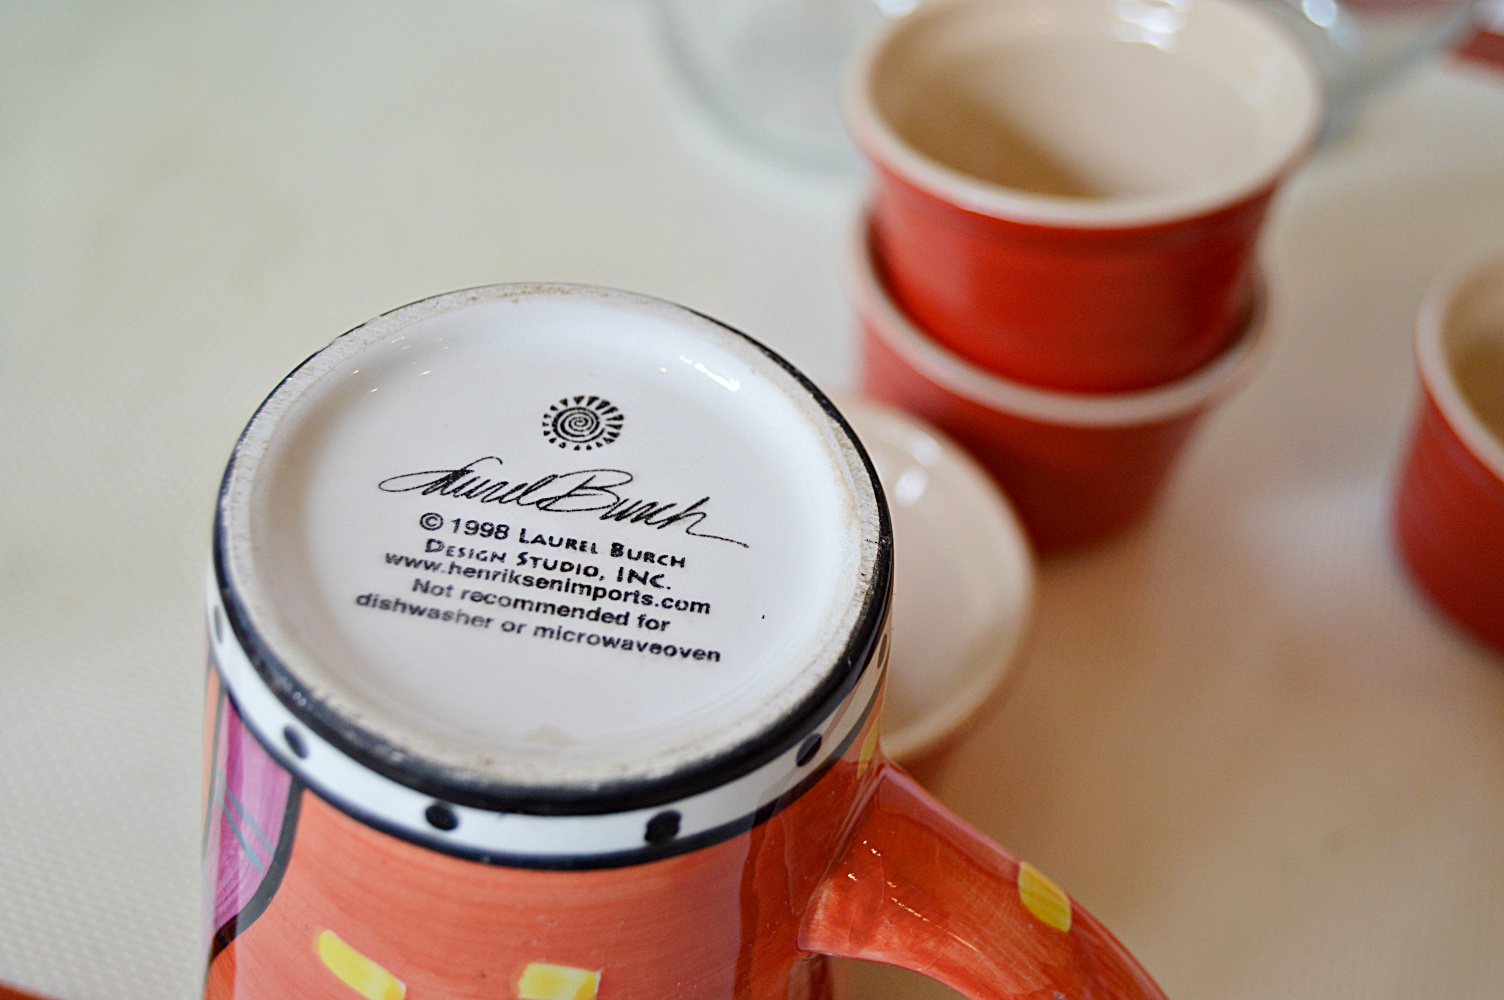 Laurel Burch
© 1998 LAUREL BURCH
DESIGN STUDIO, INC.
www.henriksenimports.com
Not recommended for
dishwasher or microwaveoven